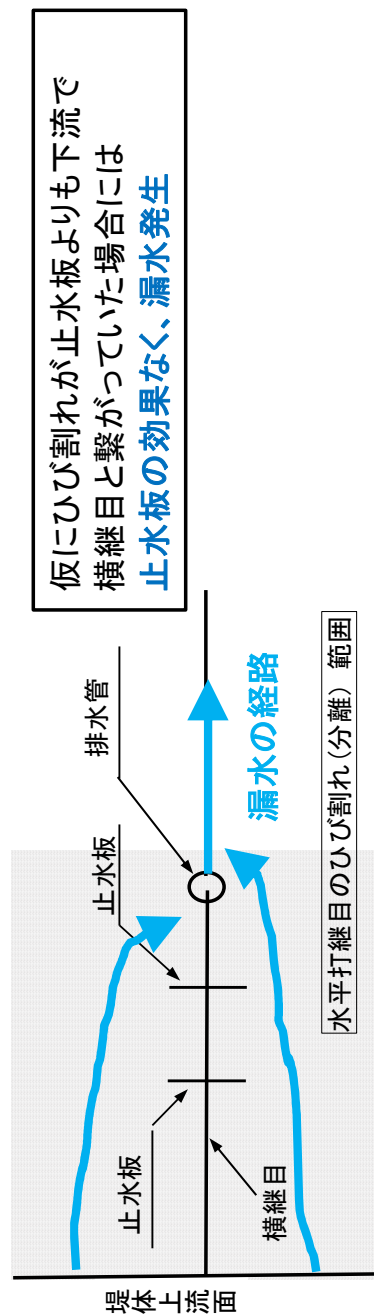 仮にひび割れが止水板よりも下流で
横継目と繋がっていた場合には
止水板の効果なく、漏水発生
排水管
止水板
止水板
漏水の経路
横継目
水平打継目のひび割れ（分離） 範囲
堤体上流面